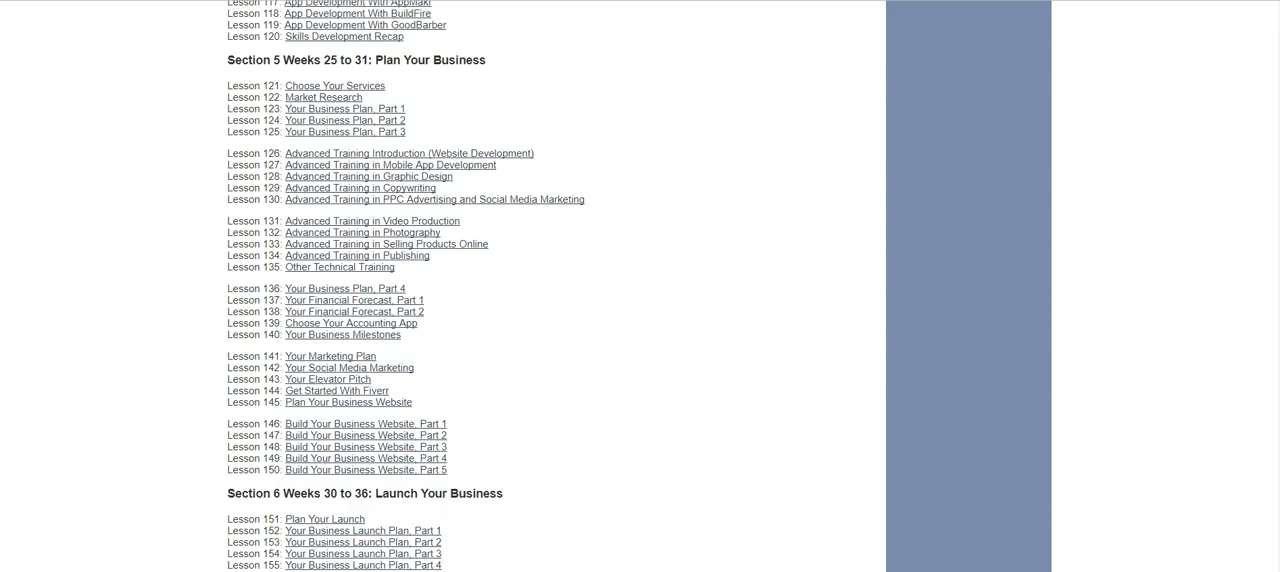 Lesson 117: App Development With AppMakr
Lesson 118: App Development With BuildFire
Lesson 119: App Development With GoodBarber
Lesson 120: Skills Development Recap
Section 5 Weeks 25 to 31: Plan Your Business
Lesson 121: Choose Your Services
Lesson 122: Market Research
Lesson 123: Your Business Plan, Part 1
Lesson 124: Your Business Plan, Part 2
Lesson 125: Your Business Plan, Part 3
Lesson 126: Advanced Training Introduction (Website Development)
Lesson 127: Advanced Training in Mobile App Development
Lesson 128: Advanced Training in Graphic Design
Lesson 129: Advanced Training in Copywriting
Lesson 130: Advanced Training in PPC Advertising and Social Media Marketing
Lesson 131: Advanced Training in Video Production
Lesson 132: Advanced Training in Photography
Lesson 133: Advanced Training in Selling Products Online
Lesson 134: Advanced Training in Publishing
Lesson 135: Other Technical Training
Lesson 136: Your Business Plan, Part 4
Lesson 137: Your Financial Forecast, Part 1
Lesson 138: Your Financial Forecast, Part 2
Lesson 139: Choose Your Accounting App
Lesson 140: Your Business Milestones
Lesson 141: Your Marketing Plan
Lesson 142: Your Social Media Marketing
Lesson 143: Your Elevator Pitch
Lesson 144: Get Started With Fiverr
Lesson 145: Plan Your Business Website
Lesson 146: Build Your Business Website, Part 1
Lesson 147: Build Your Business Website, Part 2
Lesson 148: Build Your Business Website, Part 3
Lesson 149: Build Your Business Website, Part 4
Lesson 150: Build Your Business Website, Part 5
Section 6 Weeks 30 to 36: Launch Your Business
Lesson 151: Plan Your Launch
Lesson 152: Your Business Launch Plan, Part 1
Lesson 153: Your Business Launch Plan, Part 2
Lesson 154: Your Business Launch Plan, Part 3
Lesson 155: Your Business Launch Plan, Part 4